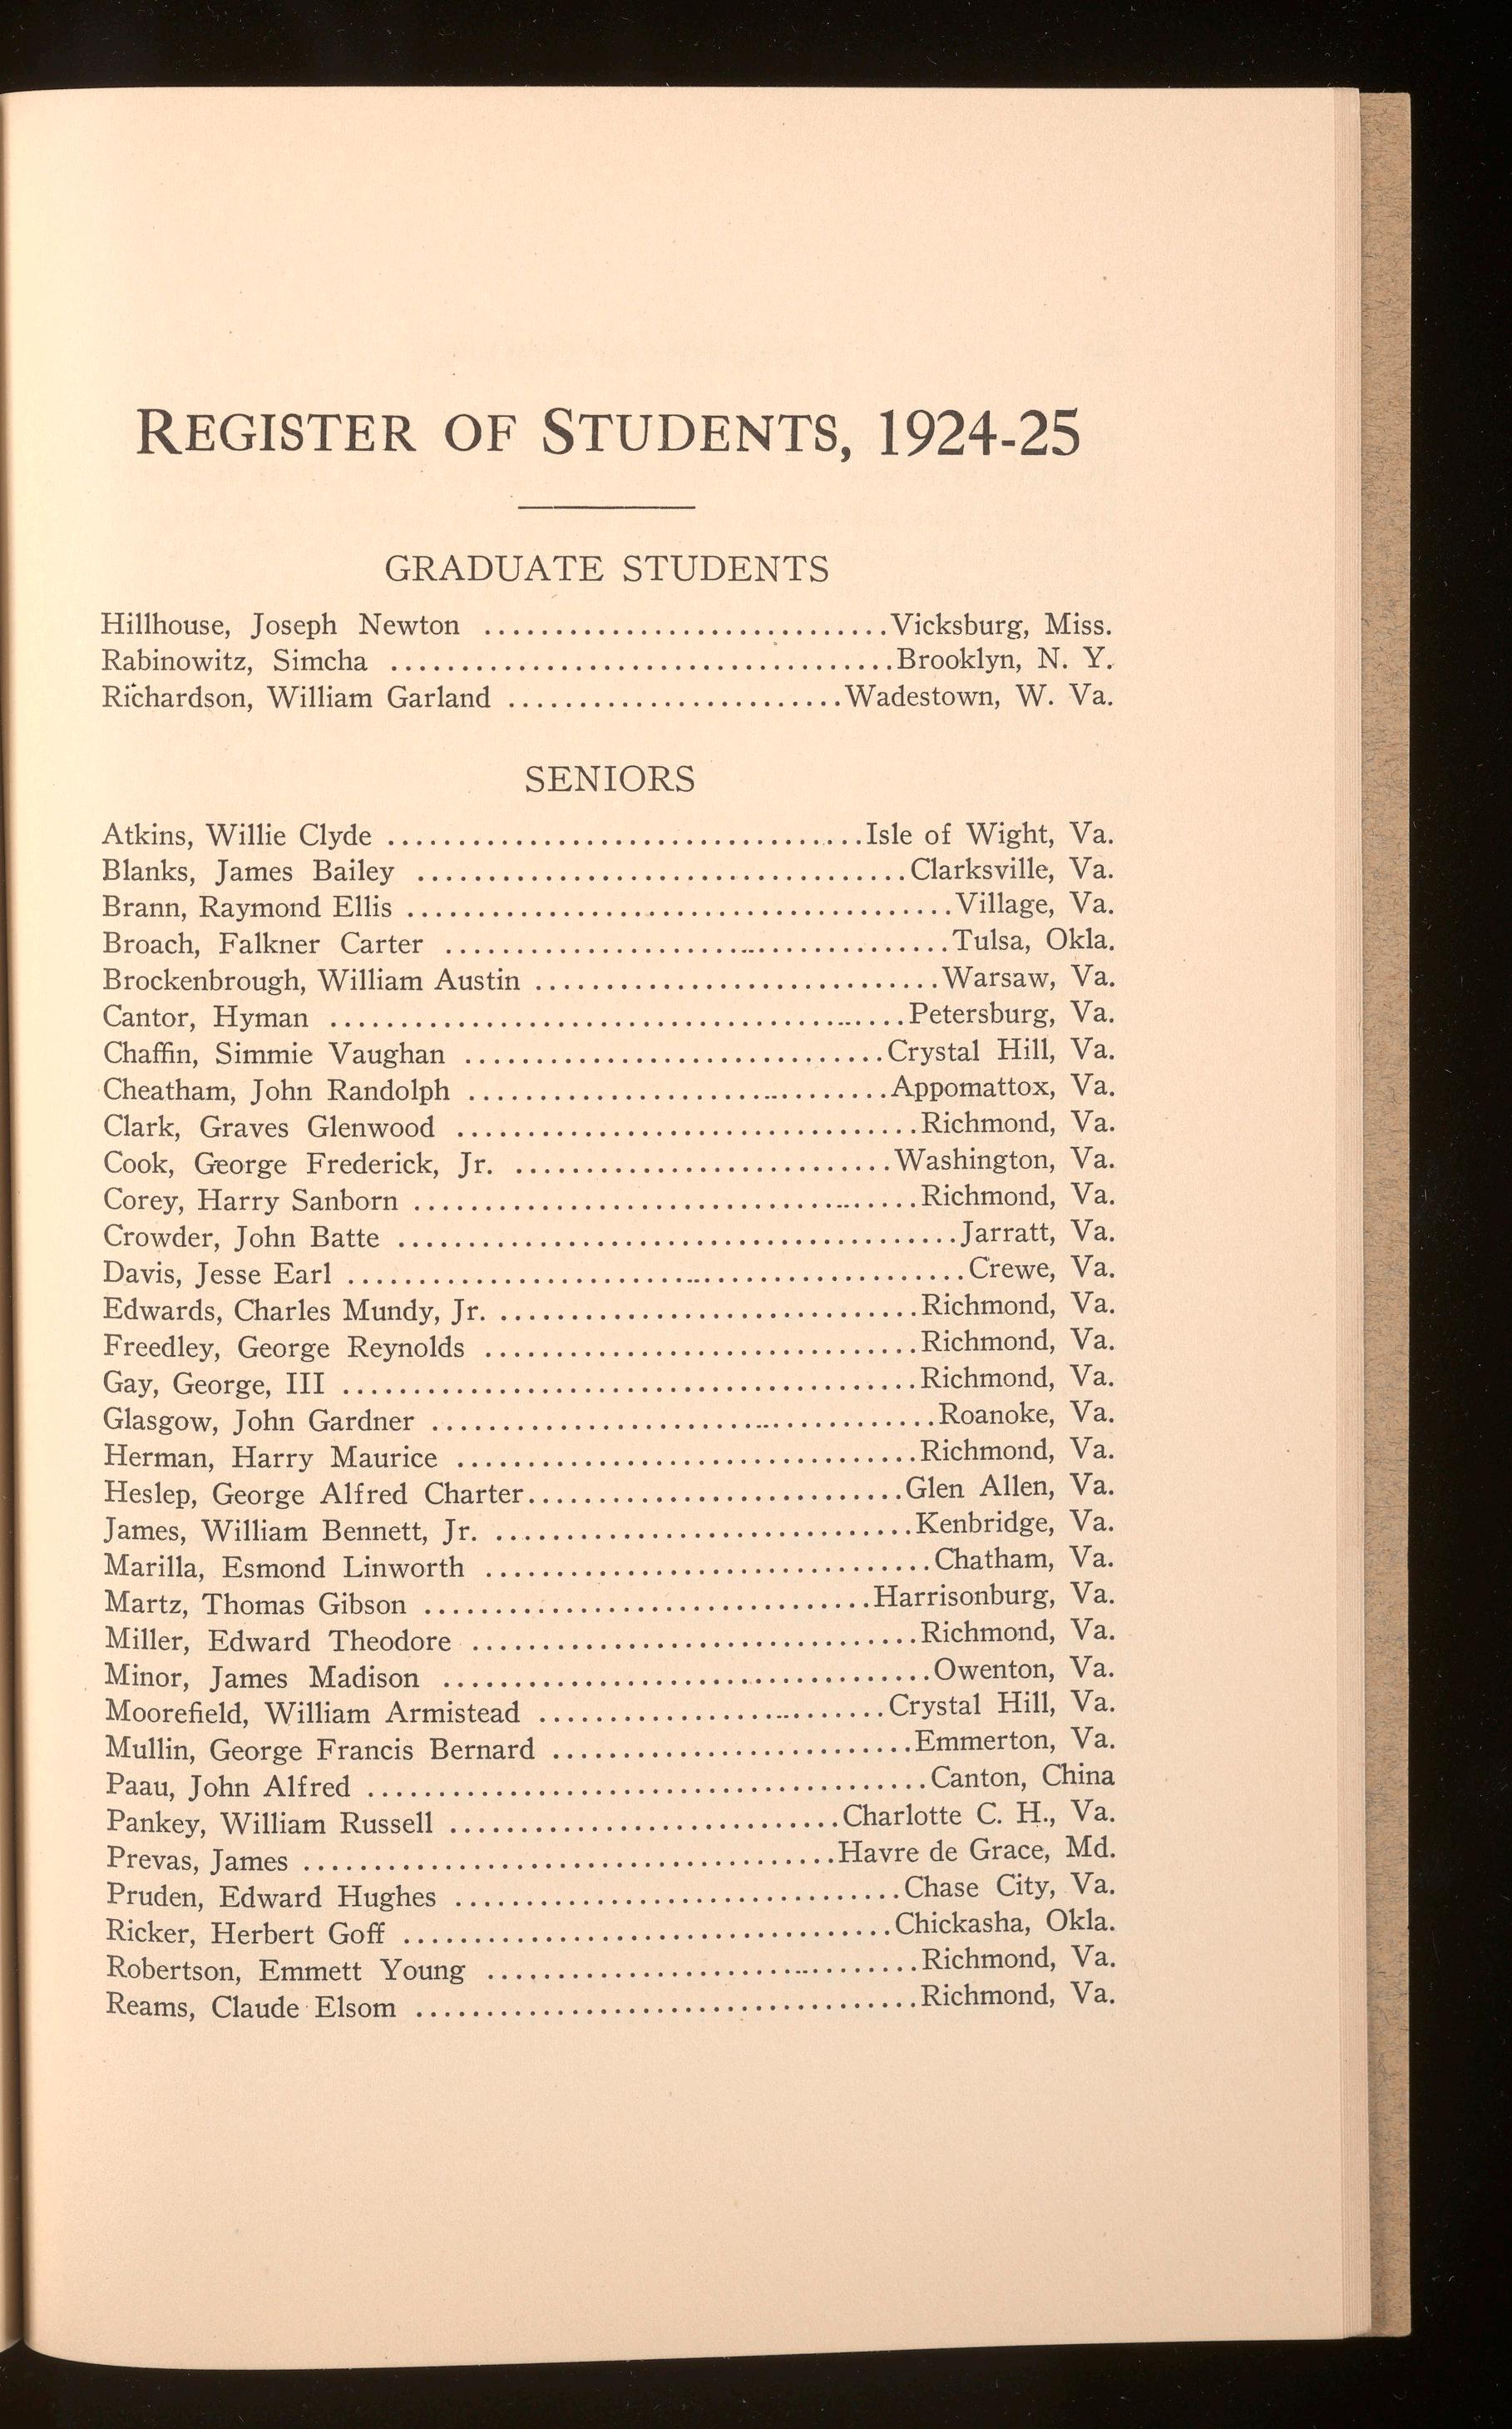 REGISTER OF STUDENTS, 1924-25
GRADUATE STUDENTS
Hillhouse, Joseph Newton ............................Vicksburg, Miss.
Rabinowitz, Simcha ...................................Brooklyn, N. Y.
Richardson, William Garland ........................Wadestown, W. Va.
SENIORS
Atkins, Willie Clyde .................................Isle of Wight, Va.
Blanks, James Bailey ..................................Clarksville, Va.
Brann, Raymond Ellis ......................................Village, Va.
Broach, Falkner Carter ...................................Tulsa, Okla.
Brockenbrough, William Austin ............................Warsaw, Va.
Cantor, Hyman ........................................Petersburg, Va.
Chaffin, Simmie Vaughan .............................Crystal Hill, Va.
Cheatham, John Randolph .............................Appomattox, Va.
Clark, Graves Glenwood ................................Richmond, Va.
Cook, George Frederick, Jr. ..........................Washington, Va.
Corey, Harry Sanborn ...................................Richmond, Va.
Crowder, John Batte .......................................Jarratt, Va.
Davis, Jesse Earl ...........................................Crewe, Va.
Edwards, Charles Mundy, Jr. .............................Richmond, Va.
Freedley, George Reynolds ..............................Richmond, Va.
Gay, George, III ........................................Richmond, Va.
Glasgow, John Gardner ...................................Roanoke, Va.
Herman, Harry Maurice ................................Richmond, Va.
Heslep, George Alfred Charter..........................Glen Allen, Va.
James, William Bennett, Jr. .............................Kenbridge, Va.
Marilla, Esmond Linworth ...............................Chatham, Va.
Martz, Thomas Gibson ...............................Harrisonburg, Va.
Miller, Edward Theodore ...............................Richmond, Va.
Minor, James Madison ..................................Owenton, Va.
Moorefield, William Armistead ........................Crystal Hill, Va.
Mullin, George Francis Bernard .........................Emmerton, Va.
Paau, John Alfred .......................................Canton, China
Pankey, William Russell ...........................Charlotte C. H., Va.
Prevas, James .....................................Havre de Grace, Md.
Pruden, Edward Hughes ...............................Chase City, Va.
Ricker, Herbert Goff ..................................Chickasha, Okla.
Robertson, Emmett Young ..............................Richmond, Va.
Reams, Claude Elsom ...................................Richmond, Va.